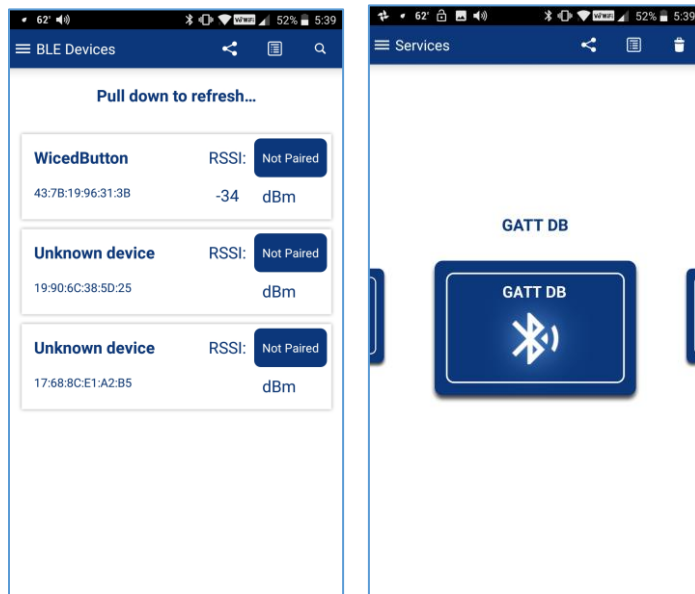 62° 52% 5:39
BLE Devices
Pull down to refresh...
WicedButton RSSI: Not Paired
43:7B:19:96:31:3B -34 dBm
Unknown device RSSI: Not Paired
19:90:6C:38:5D:25 dBm
Unknown device RSSI: Not Paired
17:68:8C:E1:A2:B5 dBm
62° 52% 5:39
Services
GATT DB
GATT DB